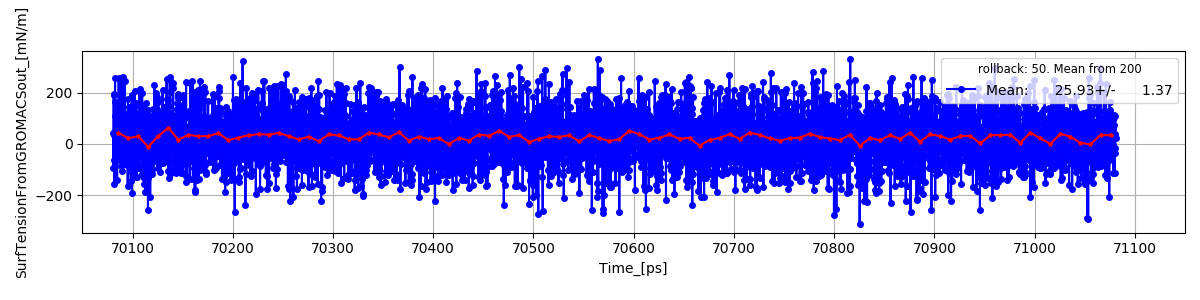 SurfTensionFromGROMACSout_[mN/m]
200
0
−200
rollback: 50. Mean from 200
Mean: 25.93+/- 1.37
70100 70200 70300 70400 70500 70600 70700 70800 70900 71000 71100
Time_[ps]